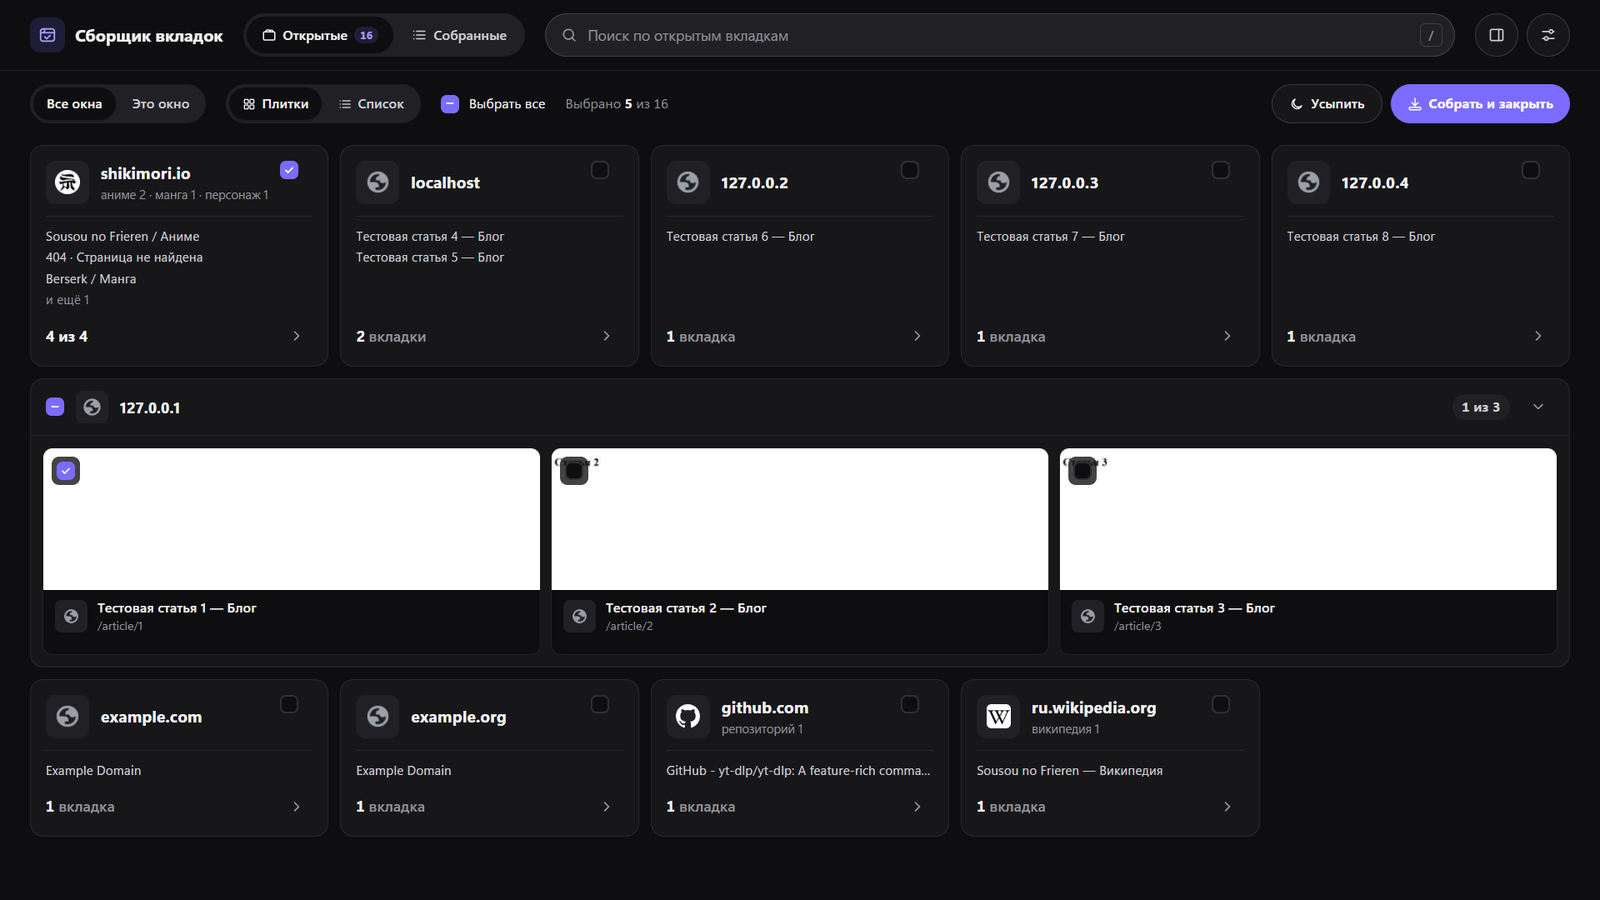 Сборщик вкладок
Открытые 16
Собранные
Поиск по открытым вкладкам
/
Все окна
Это окно
Плитки
Список
Выбрать все
Выбрано 5 из 16
Усыпить
Собрать и закрыть
shikimori.io
аниме 2 · манга 1 · персонаж 1
Sousou no Frieren / Аниме
404 · Страница не найдена
Berserk / Манга
и ещё 1
4 из 4
localhost
Тестовая статья 4 — Блог
Тестовая статья 5 — Блог
2 вкладки
127.0.0.2
Тестовая статья 6 — Блог
1 вкладка
127.0.0.3
Тестовая статья 7 — Блог
1 вкладка
127.0.0.4
Тестовая статья 8 — Блог
1 вкладка
127.0.0.1
1 из 3
Тестовая статья 1 — Блог
/article/1
2
Тестовая статья 2 — Блог
/article/2
3
Тестовая статья 3 — Блог
/article/3
example.com
Example Domain
1 вкладка
example.org
Example Domain
1 вкладка
github.com
репозиторий 1
GitHub - yt-dlp/yt-dlp: A feature-rich comma...
1 вкладка
W
ru.wikipedia.org
википедия 1
Sousou no Frieren — Википедия
1 вкладка